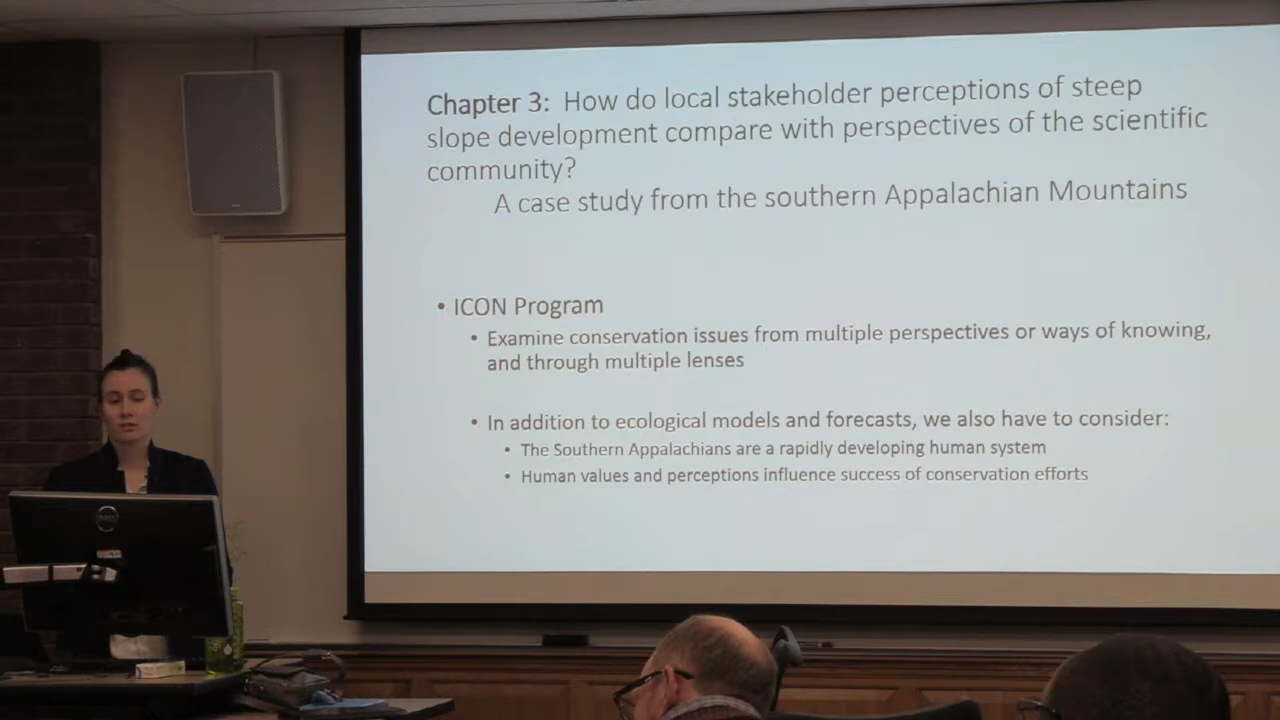 Chapter 3: How do local stakeholder perceptions of steep
slope development compare with perspectives of the scientific
community?
A case study from the southern Appalachian Mountains
• ICON Program
• Examine conservation issues from multiple perspectives or ways of knowing,
and through multiple lenses
• In addition to ecological models and forecasts, we also have to consider:
• The Southern Appalachians are a rapidly developing human system
• Human values and perceptions influence success of conservation efforts